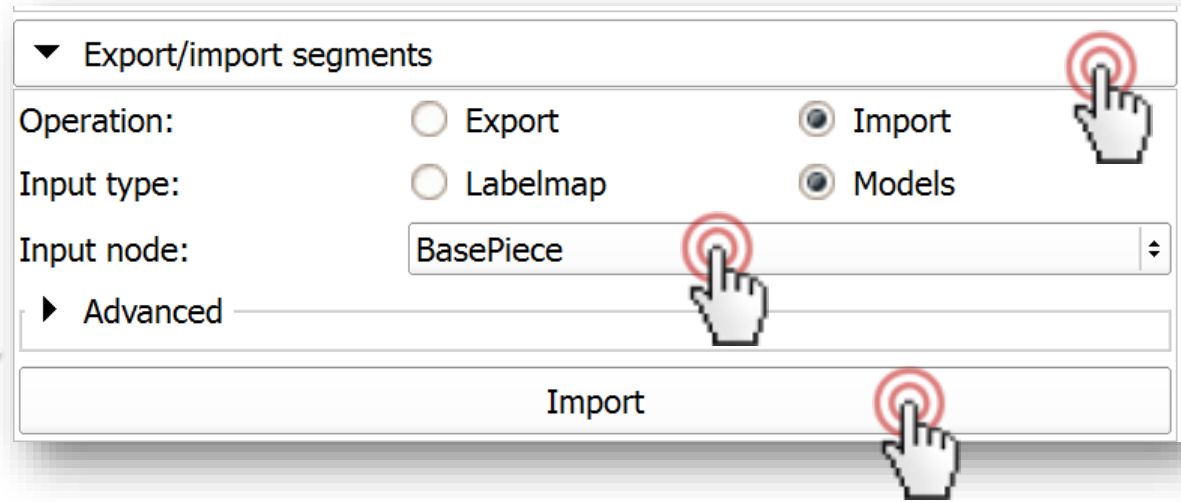 Export/import segments
Operation: Export Import
Input type: Labelmap Models
Input node: BasePiece
Advanced
Import